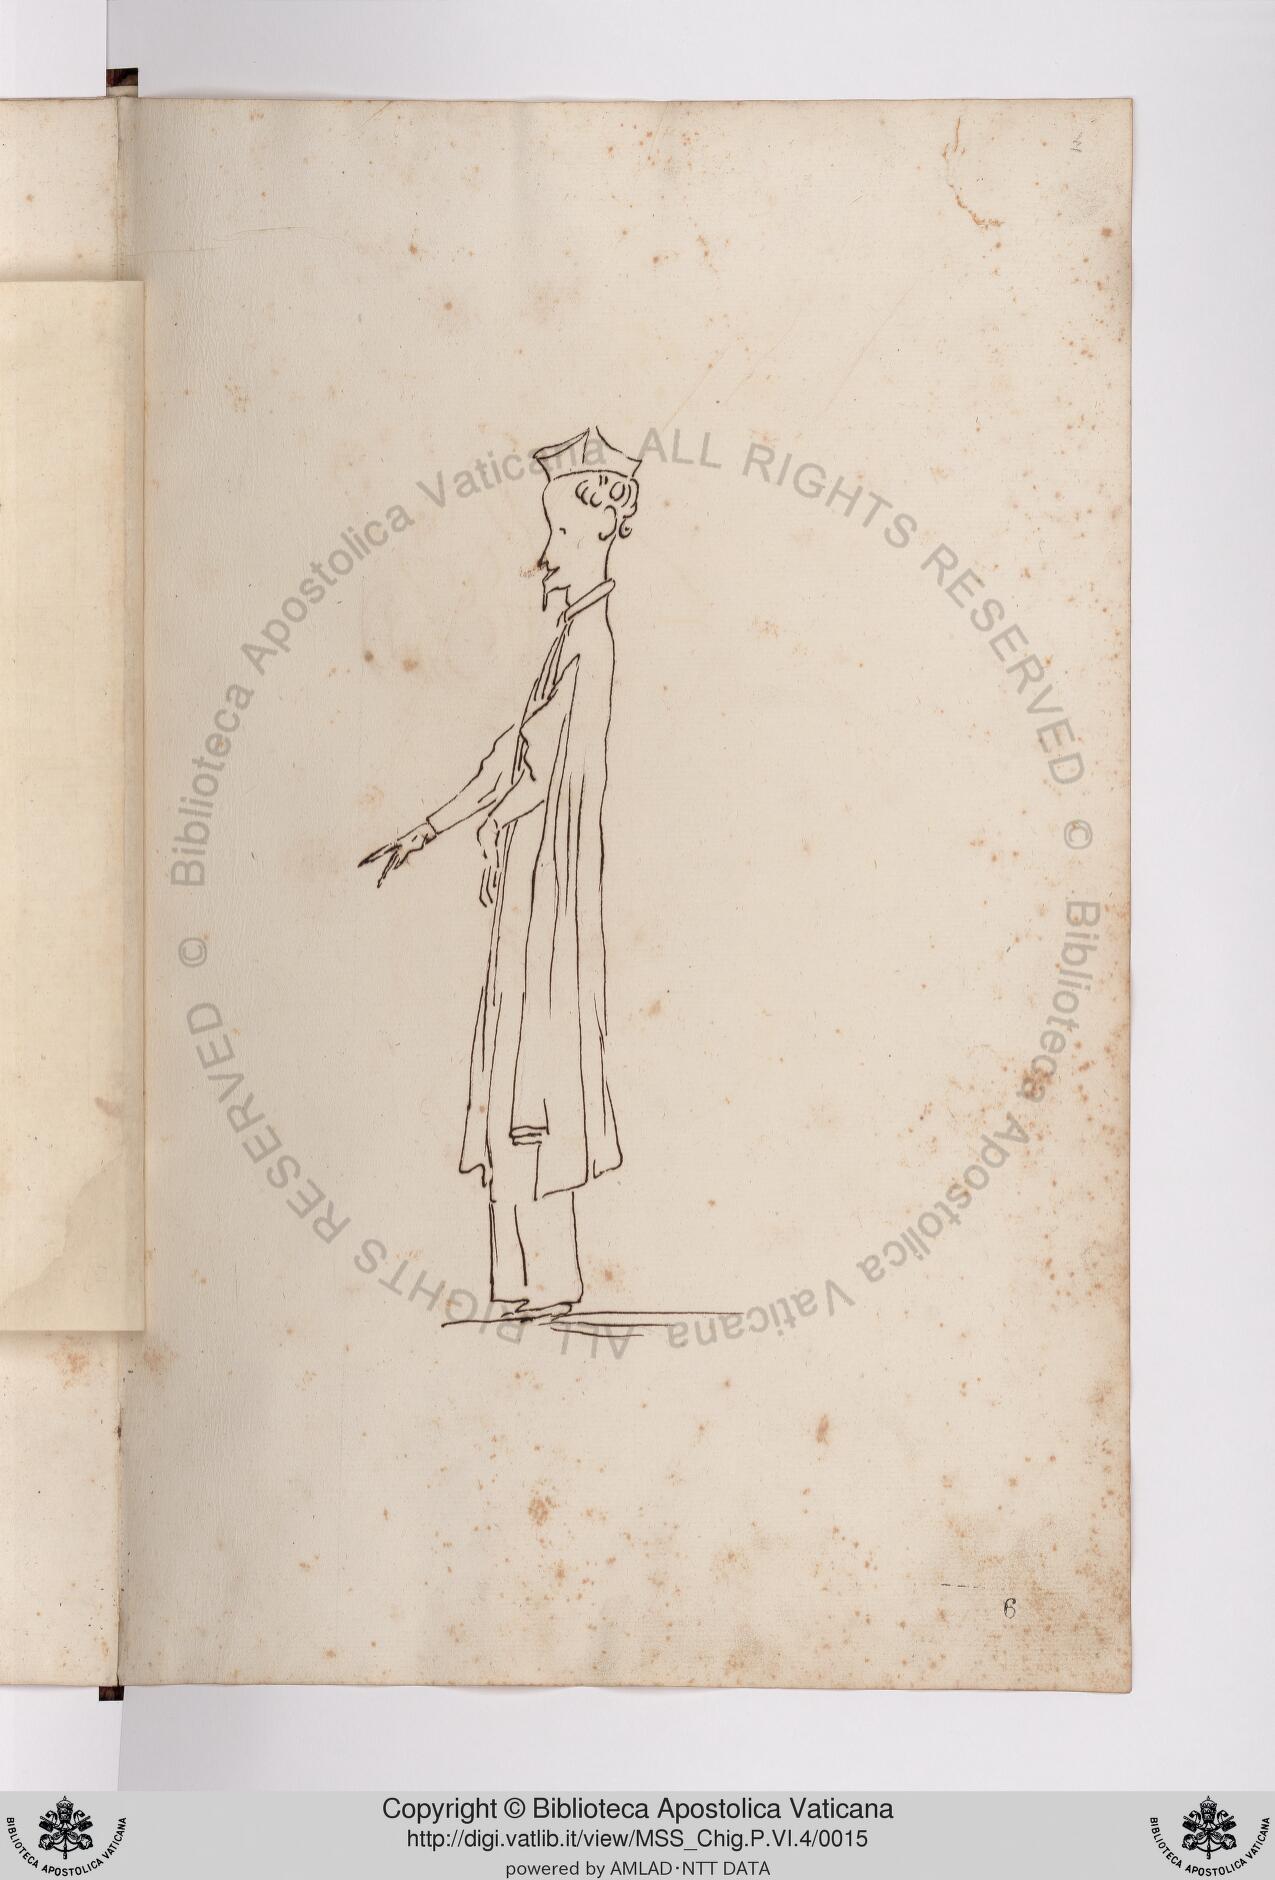 © Biblioteca Apostolica Vaticana ALL RIGHTS RESERVED © Biblioteca Apostolica Vaticana ALL RIGHTS RESERVED
6
BIBLIOTECA APOSTOLICA VATICANA
Copyright © Biblioteca Apostolica Vaticana
http://digi.vatlib.it/view/MSS_Chig.P.VI.4/0015
powered by AMLAD·NTT DATA
BIBLIOTECA APOSTOLICA VATICANA